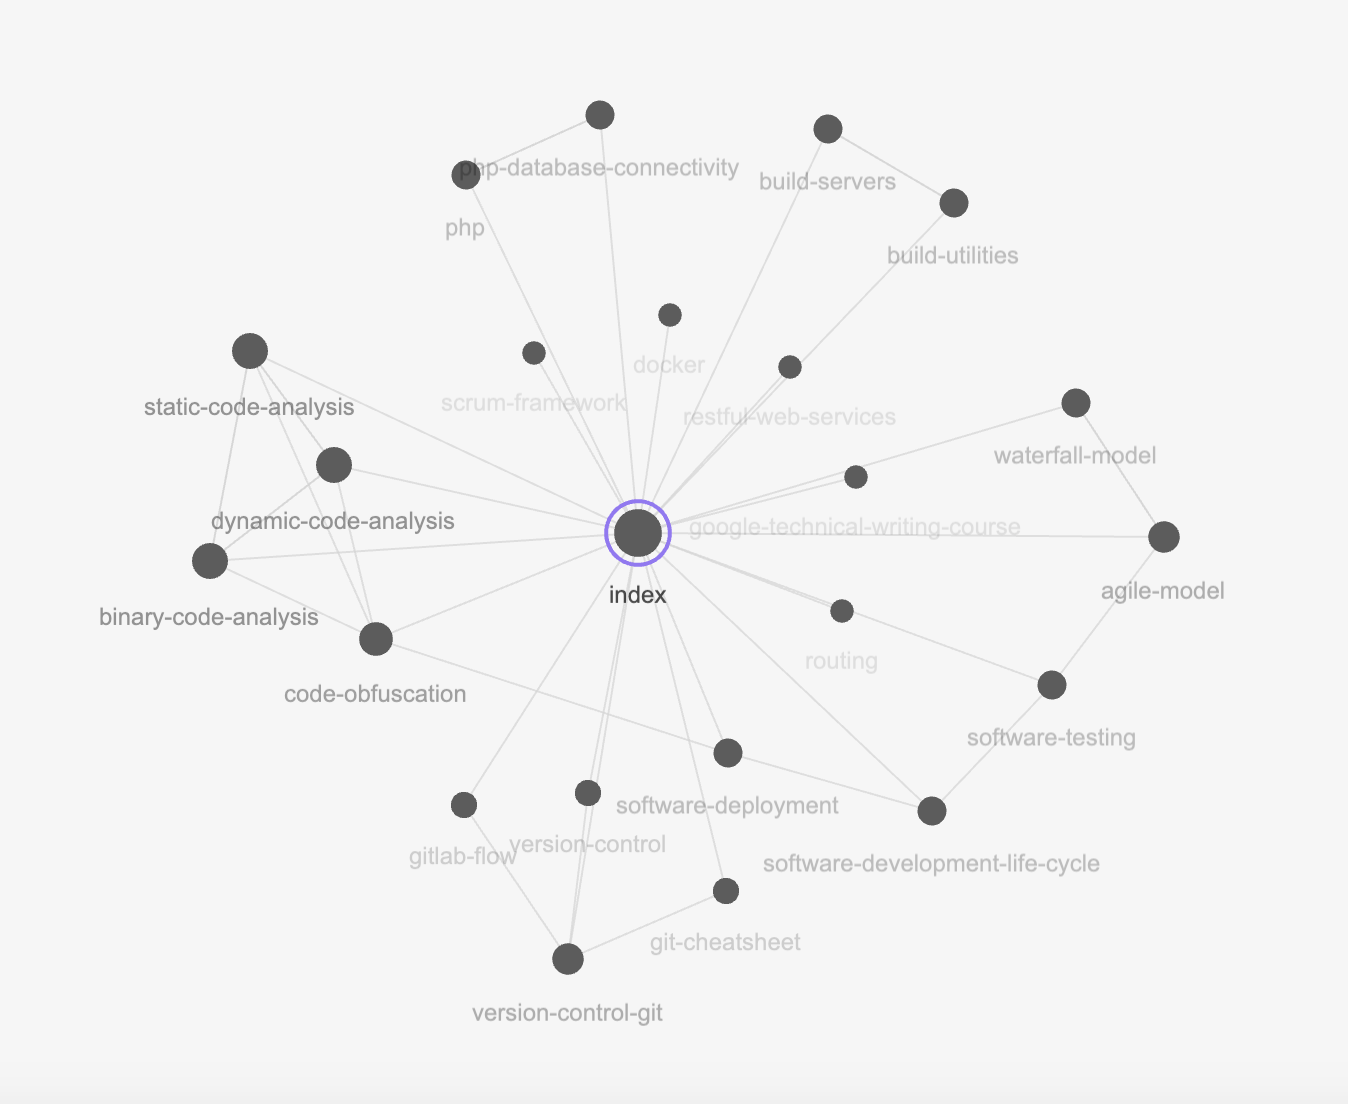 php-database-connectivity
build-servers
php
build-utilities
docker
scrum-framework
static-code-analysis
restful-web-services
waterfall-model
dynamic-code-analysis
google-technical-writing-course
index
agile-model
binary-code-analysis
routing
code-obfuscation
software-testing
software-deployment
version-control
gitlab-flow
software-development-life-cycle
git-cheatsheet
version-control-git